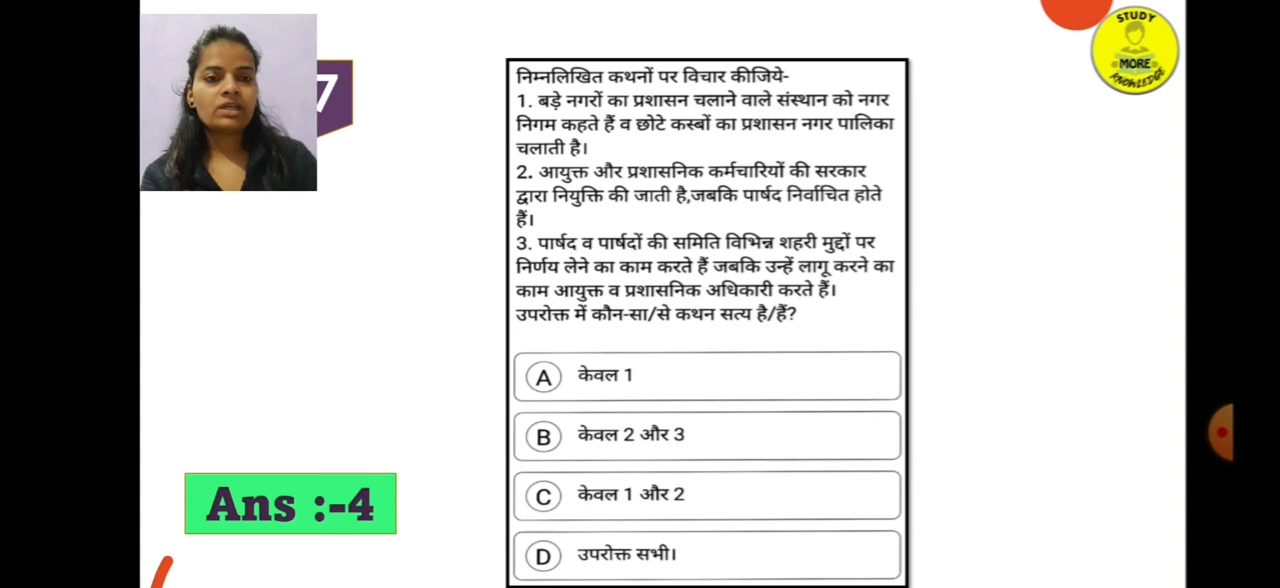 STUDY
MORE
KNOWLEDGE
7
निम्नलिखित कथनों पर विचार कीजिये-
1. बड़े नगरों का प्रशासन चलाने वाले संस्थान को नगर
निगम कहते हैं व छोटे कस्बों का प्रशासन नगर पालिका
चलाती है।
2. आयुक्त और प्रशासनिक कर्मचारियों की सरकार
द्वारा नियुक्ति की जाती है,जबकि पार्षद निर्वाचित होते
हैं।
3. पार्षद व पार्षदों की समिति विभिन्न शहरी मुद्दों पर
निर्णय लेने का काम करते हैं जबकि उन्हें लागू करने का
काम आयुक्त व प्रशासनिक अधिकारी करते हैं।
उपरोक्त में कौन-सा/से कथन सत्य है/हैं?
A केवल 1
B केवल 2 और 3
C केवल 1 और 2
D उपरोक्त सभी।
Ans :-4